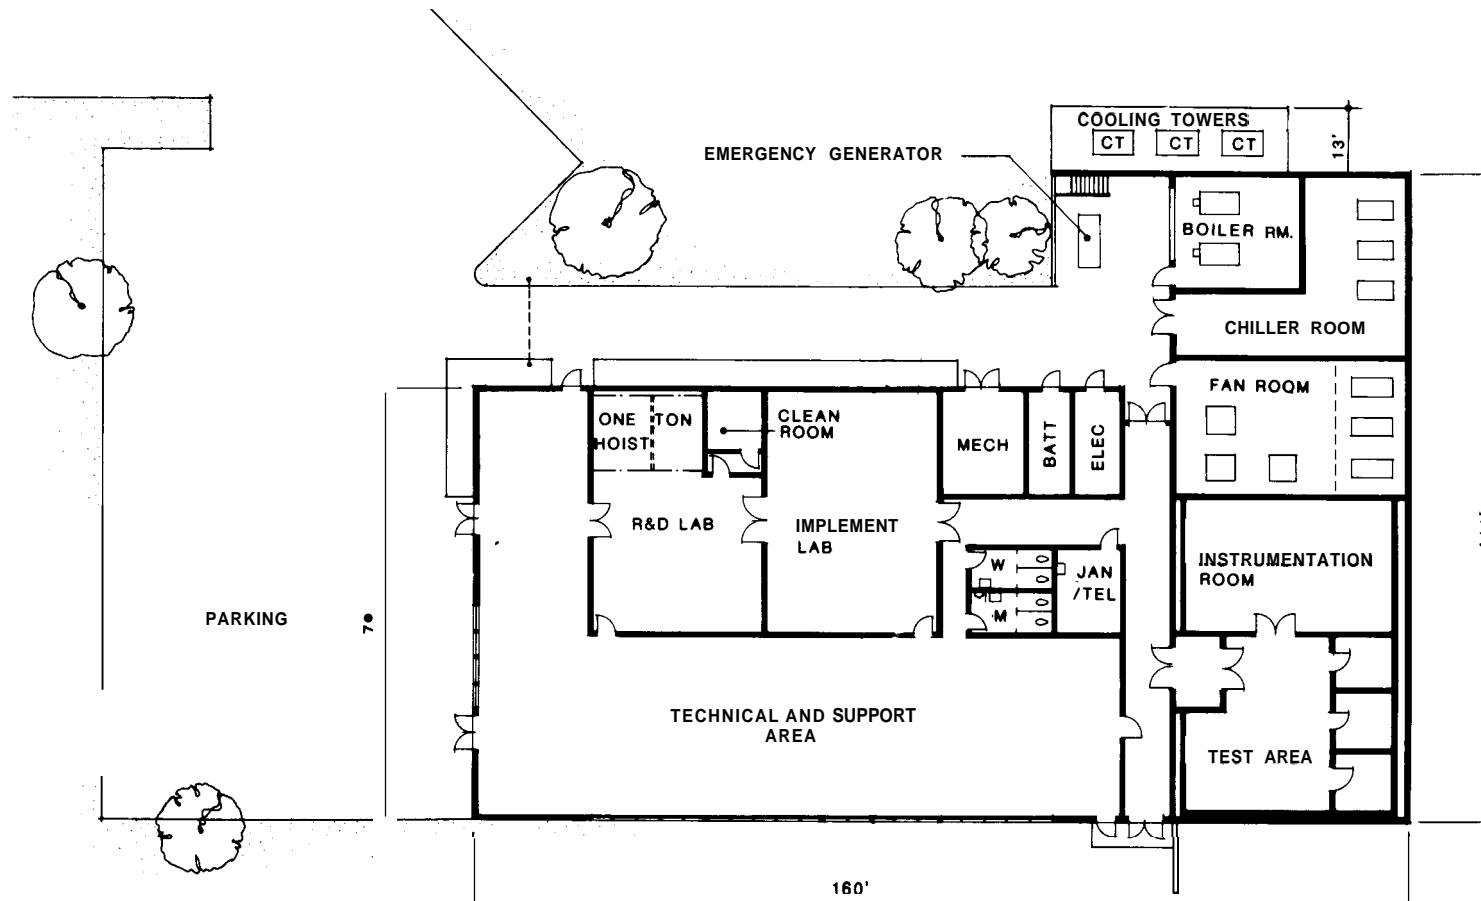 COOLING TOWERS
CT CT CT
13'
EMERGENCY GENERATOR
BOILER RM.
CHILLER ROOM
FAN ROOM
ONE TON
HOIST
CLEAN
ROOM
MECH
BATT
ELEC
R&D LAB
IMPLEMENT
LAB
INSTRUMENTATION
ROOM
W
JAN
/TEL
M
PARKING
TECHNICAL AND SUPPORT
AREA
TEST AREA
160'